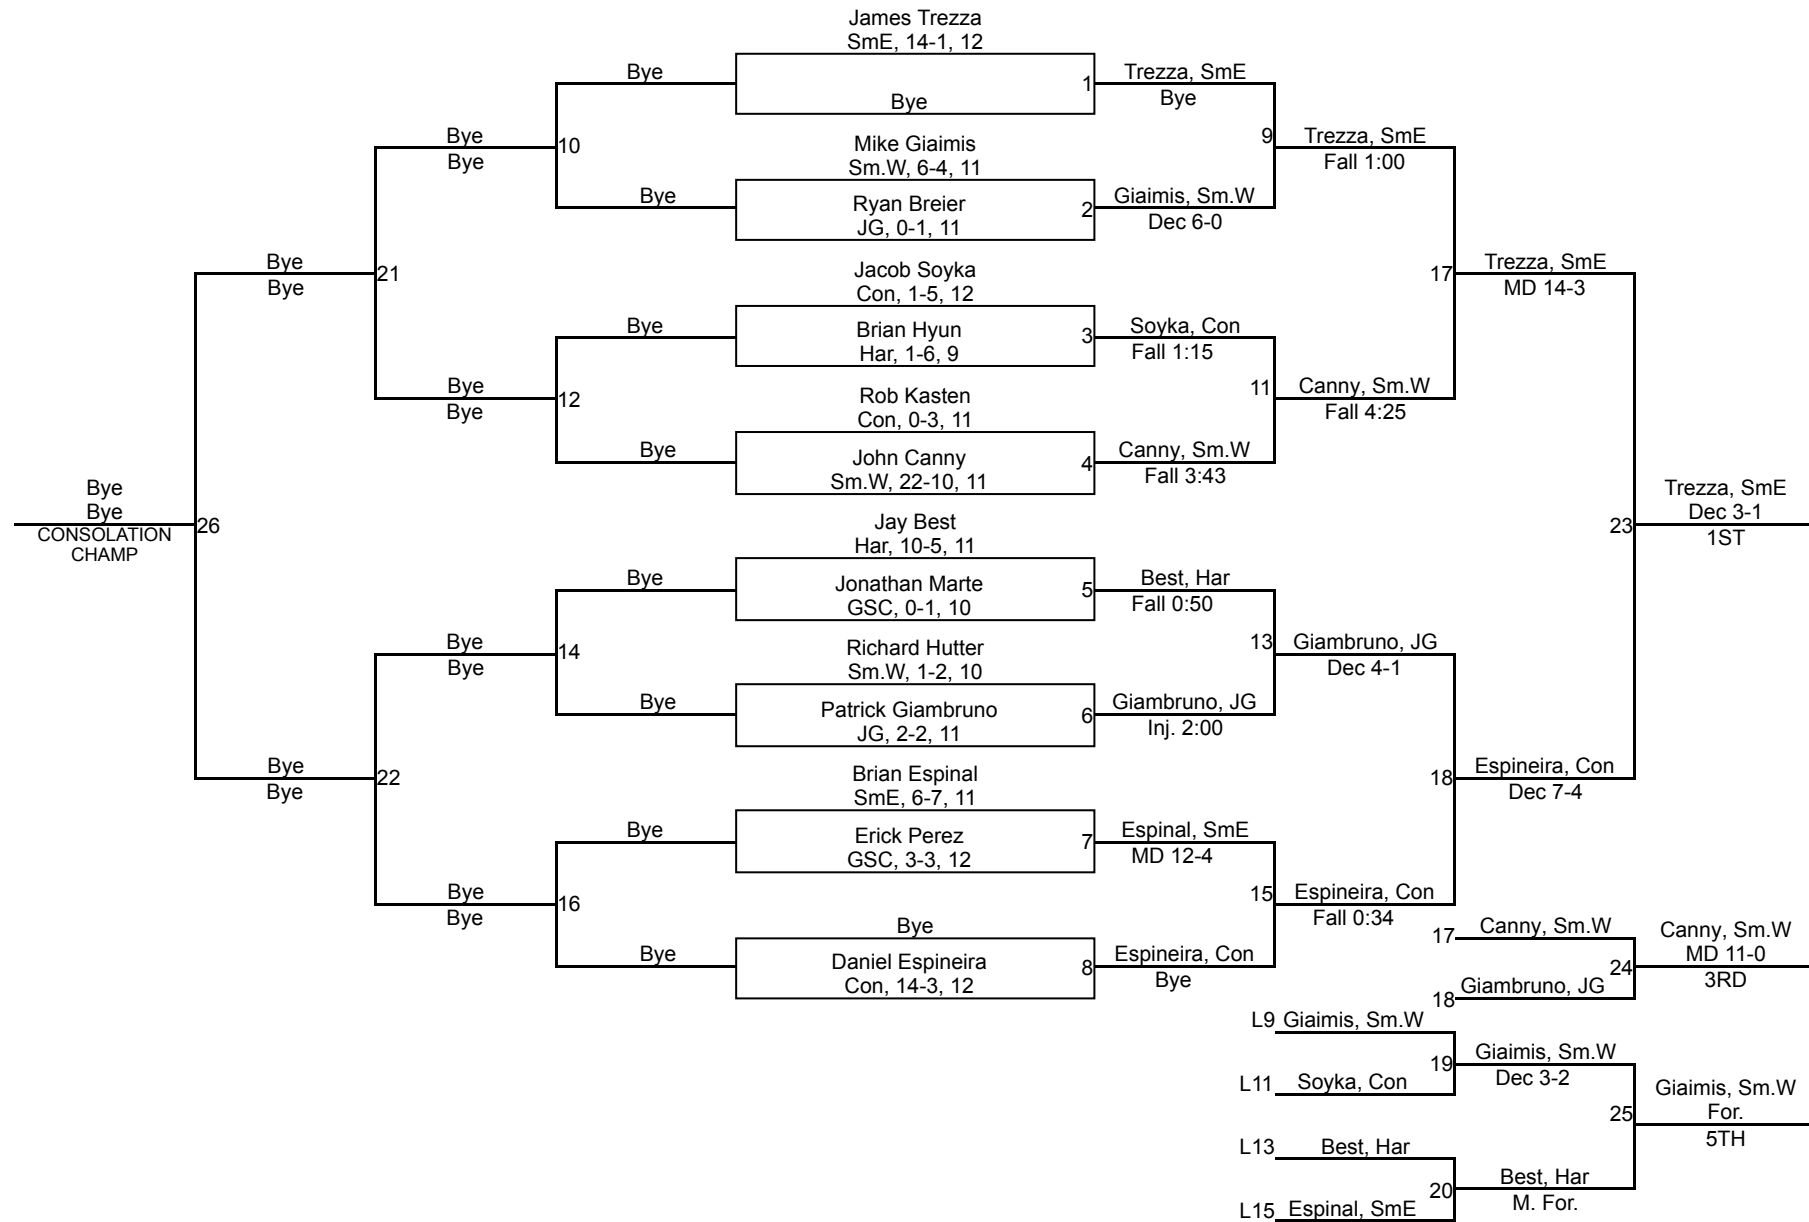 James Trezza
SmE, 14-1, 12
Bye
1
Trezza, SmE
Bye
Bye
Mike Giaimis
Sm.W, 6-4, 11
Ryan Breier
JG, 0-1, 11
2
Giaimis, Sm.W
Dec 6-0
Bye
Bye
Bye
10
9
Trezza, SmE
Fall 1:00
Jacob Soyka
Con, 1-5, 12
Brian Hyun
Har, 1-6, 9
3
Soyka, Con
Fall 1:15
Bye
Bye
Bye
21
17
Trezza, SmE
MD 14-3
Rob Kasten
Con, 0-3, 11
John Canny
Sm.W, 22-10, 11
4
Canny, Sm.W
Fall 3:43
Bye
Bye
Bye
12
11
Canny, Sm.W
Fall 4:25
Bye
Bye
CONSOLATION
CHAMP
26
23
Trezza, SmE
Dec 3-1
1ST
Jay Best
Har, 10-5, 11
Jonathan Marte
GSC, 0-1, 10
5
Best, Har
Fall 0:50
Bye
Bye
Bye
14
13
Giambruno, JG
Dec 4-1
Richard Hutter
Sm.W, 1-2, 10
Patrick Giambruno
JG, 2-2, 11
6
Giambruno, JG
Inj. 2:00
Bye
Bye
Bye
22
18
Espineira, Con
Dec 7-4
Brian Espinal
SmE, 6-7, 11
Erick Perez
GSC, 3-3, 12
7
Espinal, SmE
MD 12-4
Bye
Bye
Bye
16
15
Espineira, Con
Fall 0:34
Bye
Bye
Daniel Espineira
Con, 14-3, 12
8
Espineira, Con
Bye
17
Canny, Sm.W
18
Giambruno, JG
24
Canny, Sm.W
MD 11-0
3RD
L9
Giaimis, Sm.W
L11
Soyka, Con
19
Giaimis, Sm.W
Dec 3-2
25
Giaimis, Sm.W
For.
5TH
L13
Best, Har
L15
Espinal, SmE
20
Best, Har
M. For.